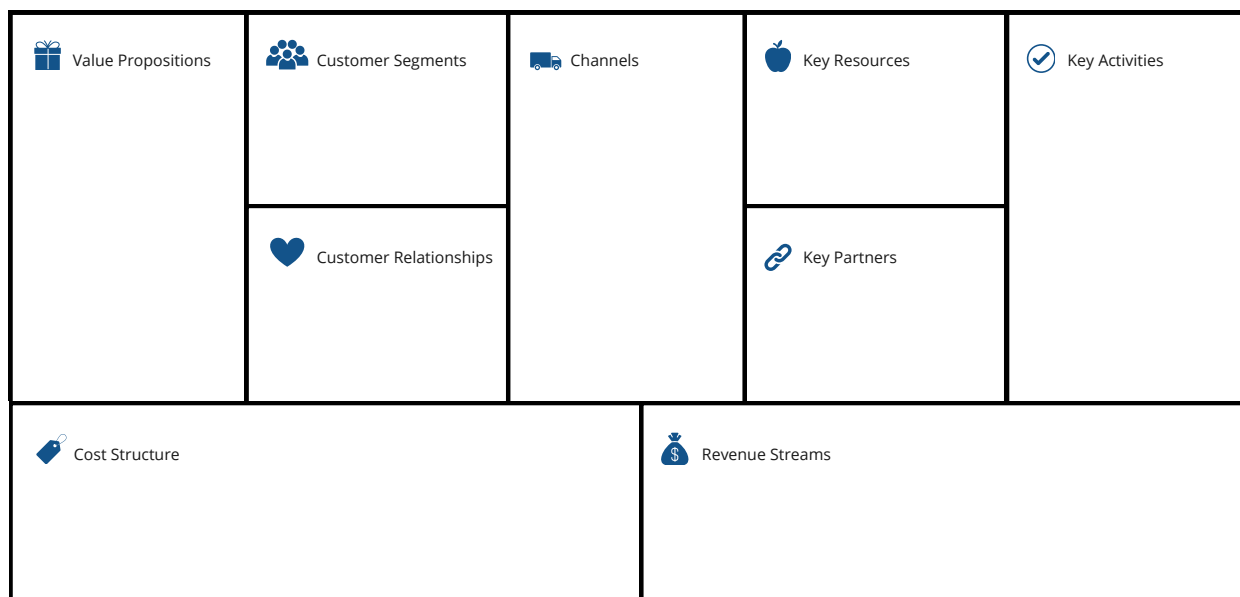 Value Propositions
Customer Segments
Channels
Key Resources
Key Activities
Customer Relationships
Key Partners
Cost Structure
$
Revenue Streams